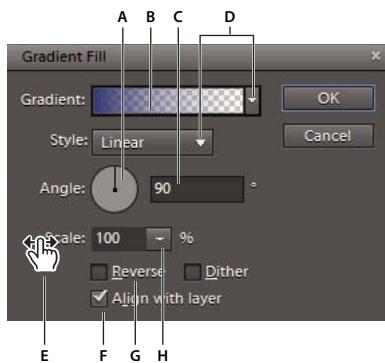 A B C D
Gradient Fill ×
Gradient: OK
Style: Linear Cancel
Angle: 90 °
Scale: 100 %
Reverse Dither
Align with layer
E F G H